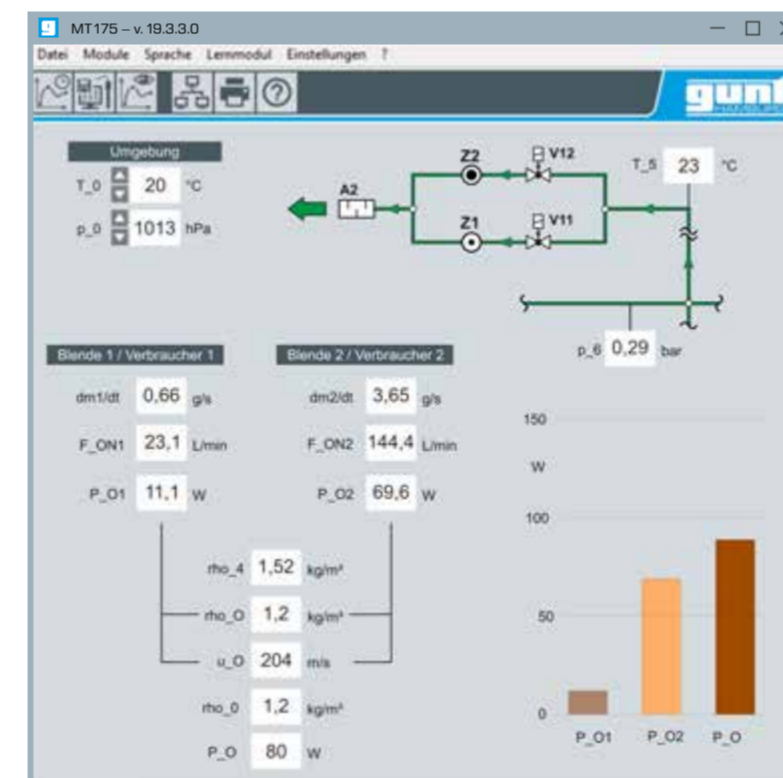 MT175 – v. 19.3.3.0
Datei Module Sprache Lernmodul Einstellungen ?
gunt
HAMBURG
Umgebung
T_0 20 °C
p_0 1013 hPa
A2
Z2
V12
Z1
V11
T_5 23 °C
p_6 0,29 bar
Blende 1 / Verbraucher 1
dm1/dt 0,66 g/s
F_ON1 23,1 L/min
P_O1 11,1 W
Blende 2 / Verbraucher 2
dm2/dt 3,65 g/s
F_ON2 144,4 L/min
P_O2 69,6 W
rho_4 1,52 kg/m³
rho_O 1,2 kg/m³
u_O 204 m/s
rho_0 1,2 kg/m³
P_O 80 W
150
W
100
50
0
P_O1 P_O2 P_O